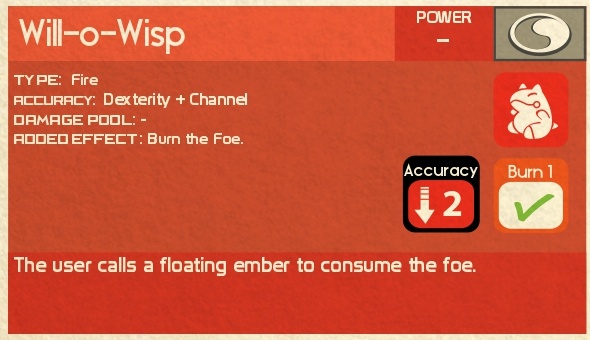 Will-o-Wisp
POWER
–
TYPE: Fire
ACCURACY: Dexterity + Channel
DAMAGE POOL: -
ADDED EFFECT: Burn the Foe.
Accuracy
2
Burn 1
The user calls a floating ember to consume the foe.